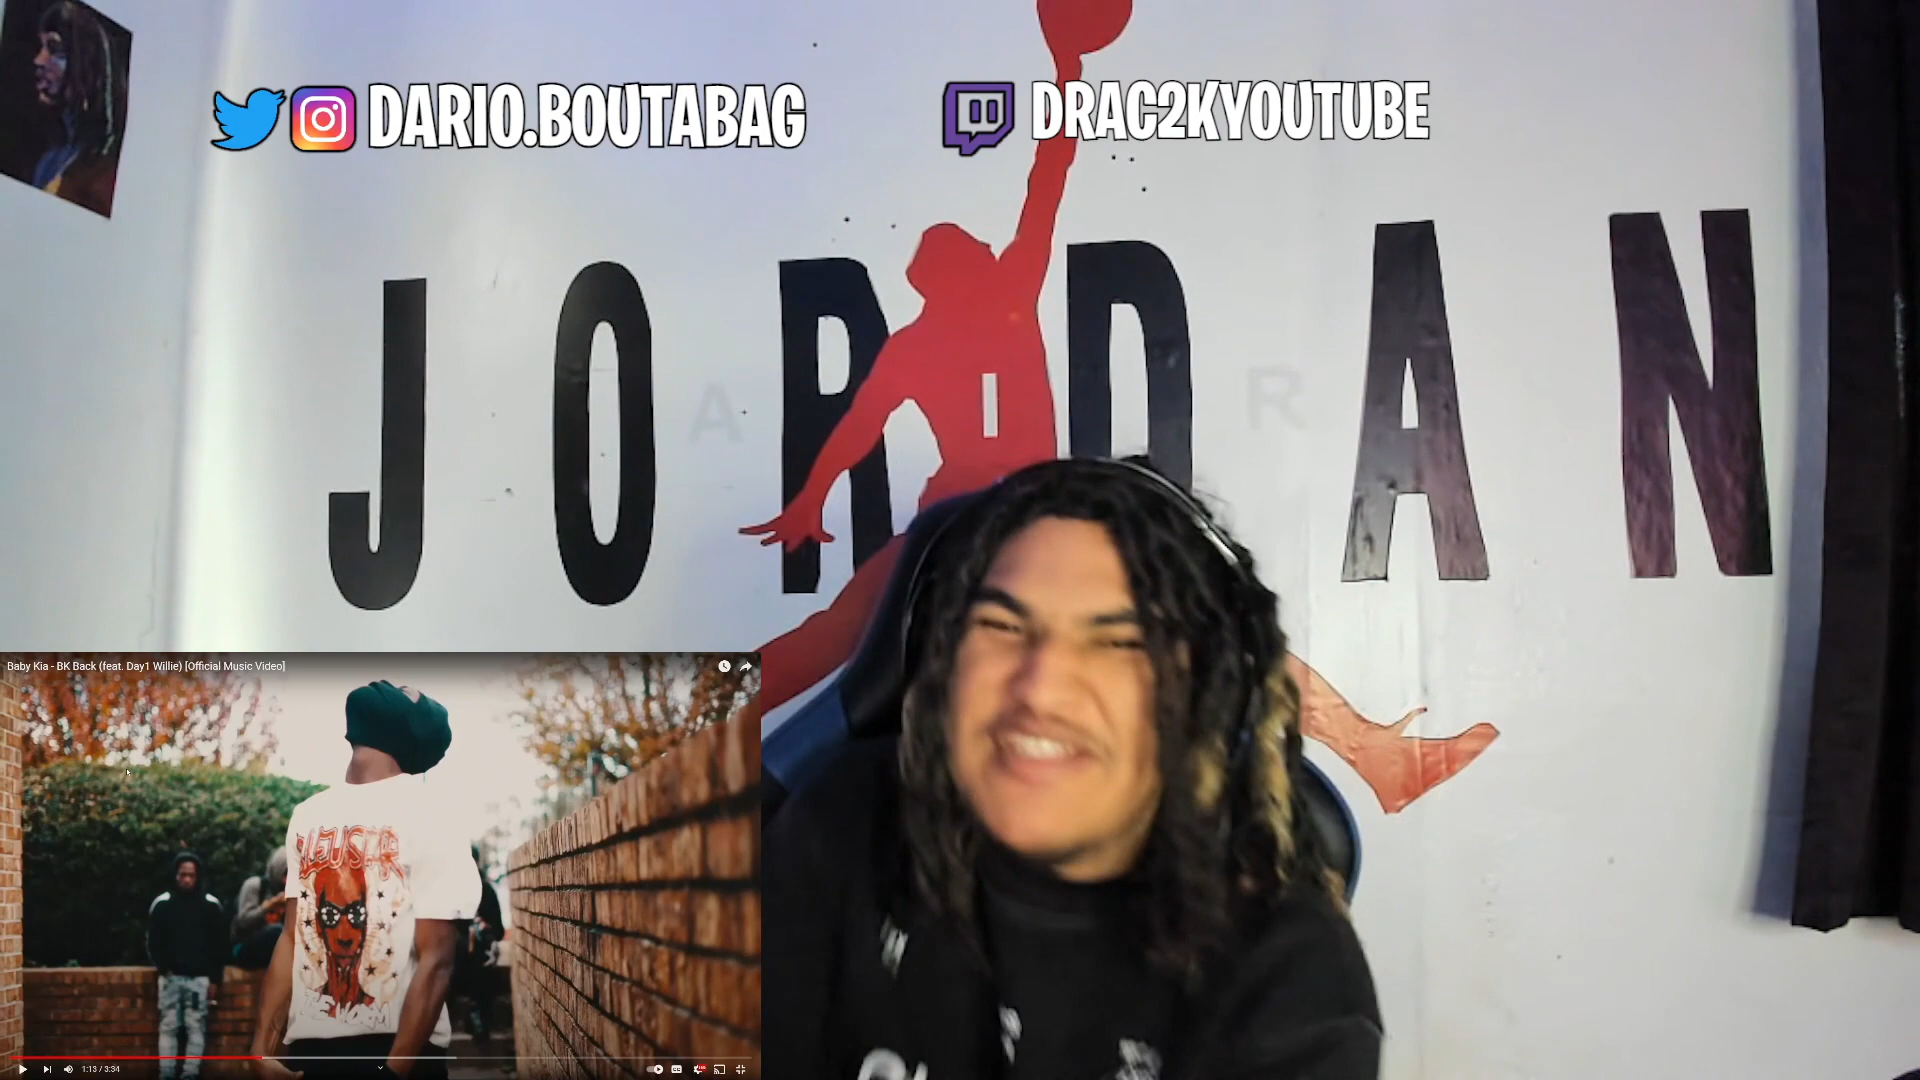 DARIO.BOUTABAG
DRAC2KYOUTUBE
JORDAN
A R
Baby Kia - BK Back (feat. Day1 Willie) [Official Music Video]
1:13 / 3:34